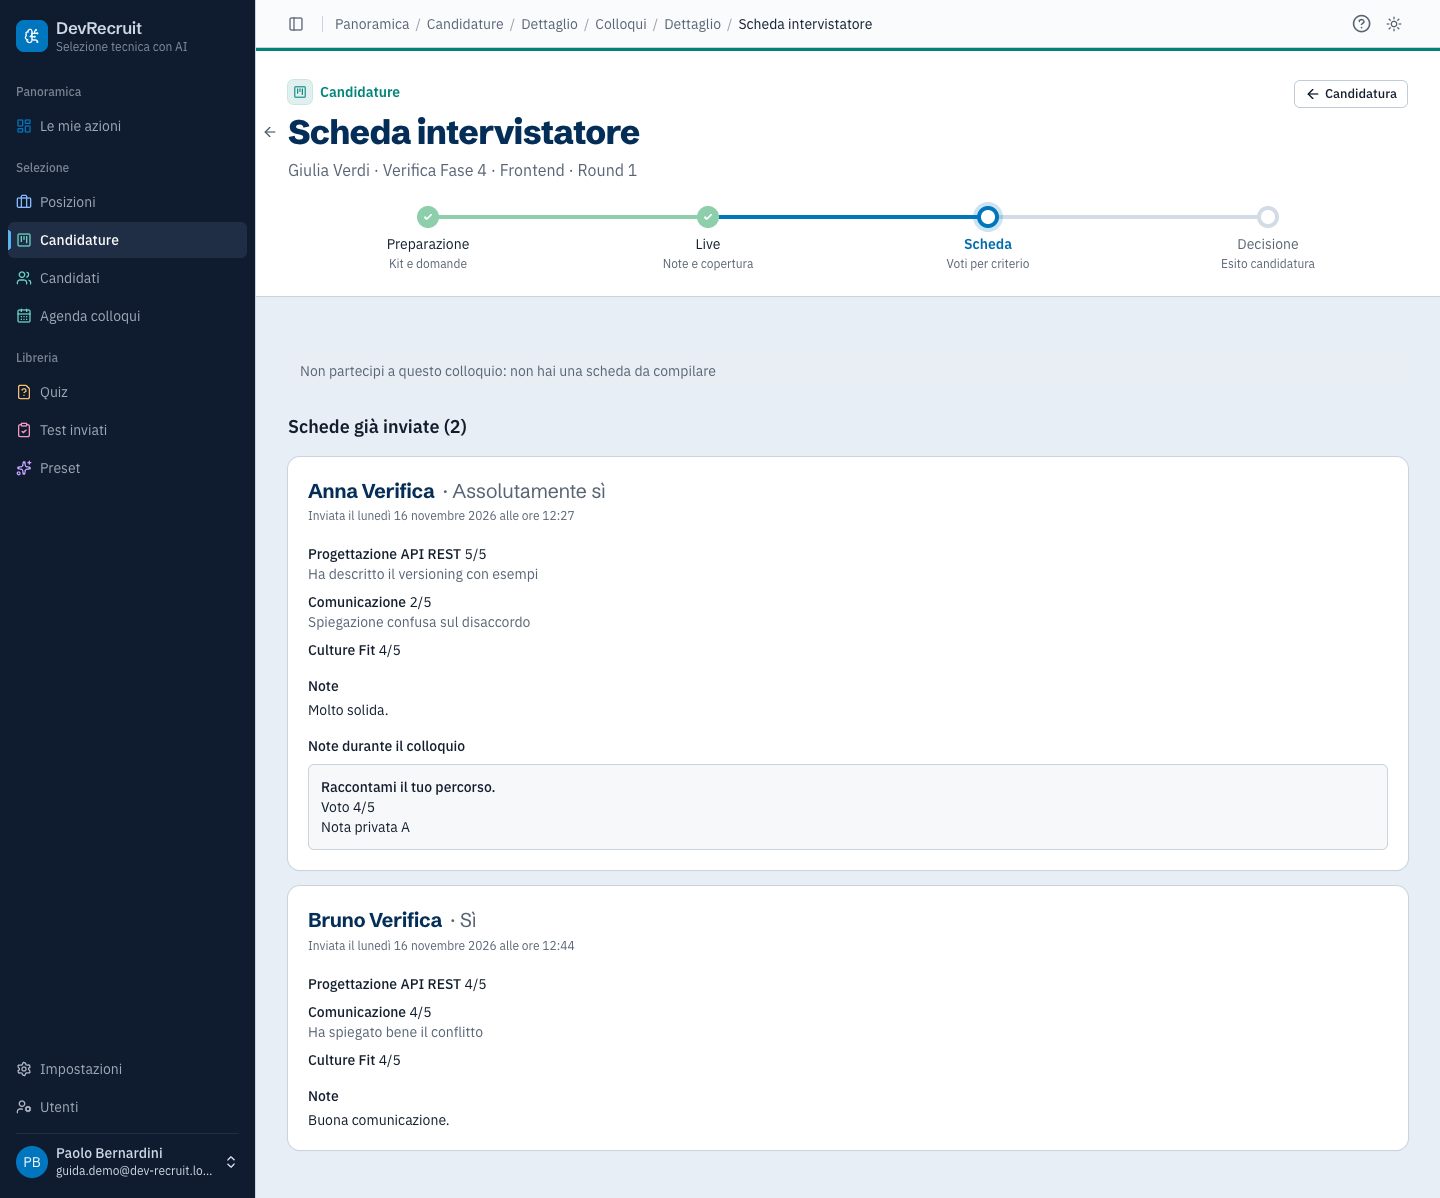 DevRecruit
Selezione tecnica con AI
Panoramica
Le mie azioni
Selezione
Posizioni
Candidature
Candidati
Agenda colloqui
Libreria
Quiz
Test inviati
Preset
Impostazioni
Utenti
PB
Paolo Bernardini
guida.demo@dev-recruit.lo...
Panoramica / Candidature / Dettaglio / Colloqui / Dettaglio / Scheda intervistatore
Candidature
Candidatura
Scheda intervistatore
Giulia Verdi · Verifica Fase 4 · Frontend · Round 1
Preparazione
Kit e domande
Live
Note e copertura
Scheda
Voti per criterio
Decisione
Esito candidatura
Non partecipi a questo colloquio: non hai una scheda da compilare
Schede già inviate (2)
Anna Verifica · Assolutamente sì
Inviata il lunedì 16 novembre 2026 alle ore 12:27
Progettazione API REST 5/5
Ha descritto il versioning con esempi
Comunicazione 2/5
Spiegazione confusa sul disaccordo
Culture Fit 4/5
Note
Molto solida.
Note durante il colloquio
Raccontami il tuo percorso.
Voto 4/5
Nota privata A
Bruno Verifica · Sì
Inviata il lunedì 16 novembre 2026 alle ore 12:44
Progettazione API REST 4/5
Comunicazione 4/5
Ha spiegato bene il conflitto
Culture Fit 4/5
Note
Buona comunicazione.